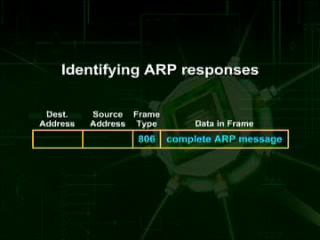 Identifying ARP responses
Dest. Source Frame
Address Address Type Data in Frame
806 complete ARP message